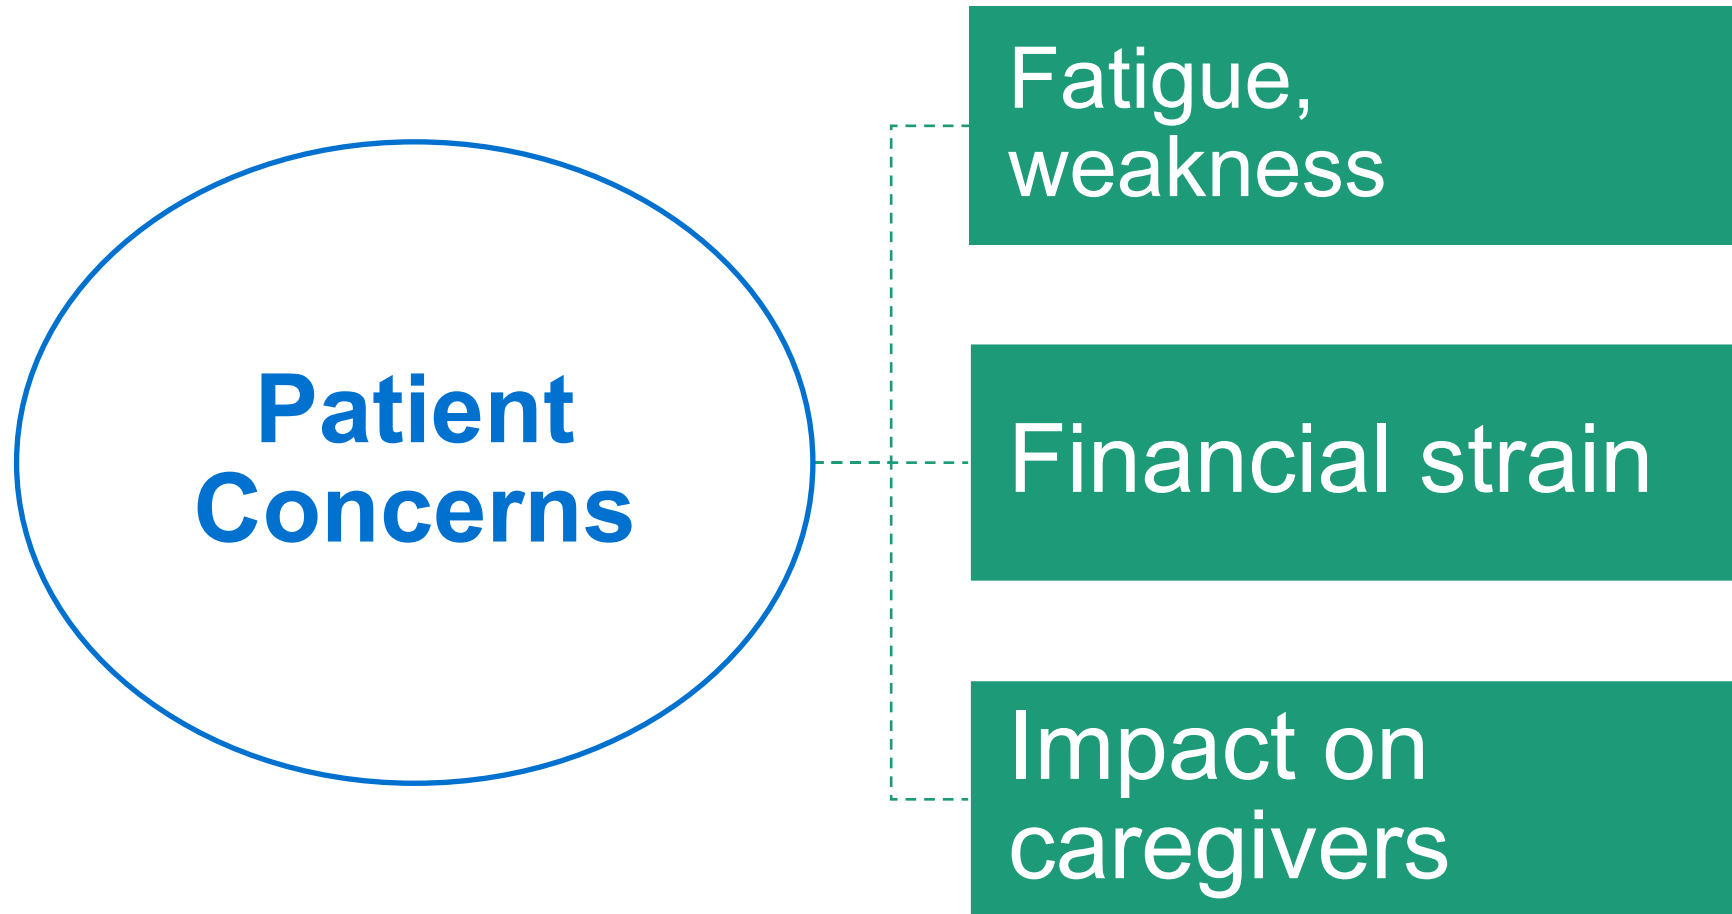 Patient
Concerns
Fatigue,
weakness
Financial strain
Impact on
caregivers